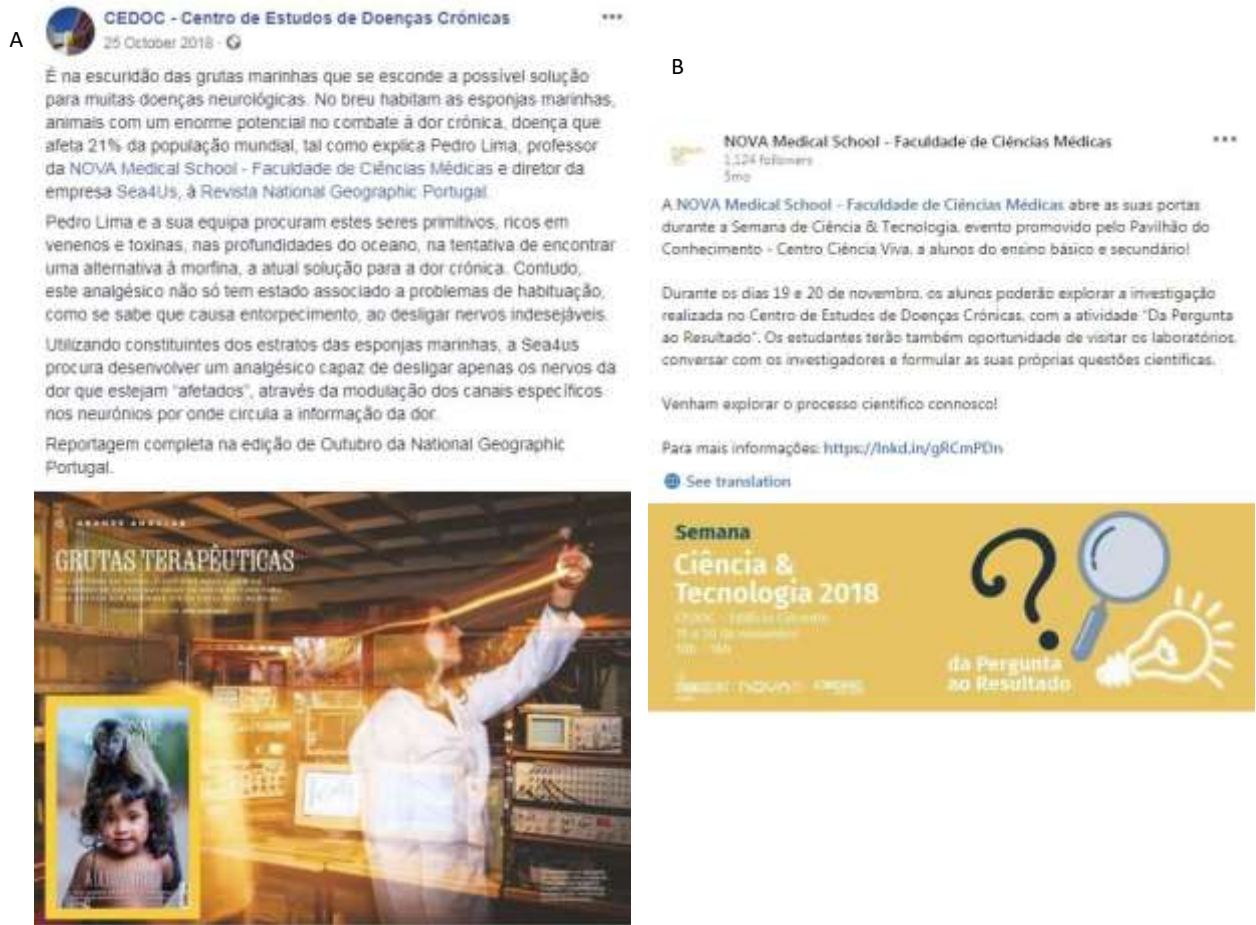 A
CEDOC - Centro de Estudos de Doenças Crónicas
25 October 2018 ·
É na escuridão das grutas marinhas que se esconde a possível solução
para muitas doenças neurológicas. No breu habitam as esponjas marinhas,
animais com um enorme potencial no combate à dor crónica, doença que
afeta 21% da população mundial, tal como explica Pedro Lima, professor
da NOVA Medical School - Faculdade de Ciências Médicas e diretor da
empresa Sea4Us, à Revista National Geographic Portugal.
Pedro Lima e a sua equipa procuram estes seres primitivos, ricos em
venenos e toxinas, nas profundidades do oceano, na tentativa de encontrar
uma alternativa à morfina, a atual solução para a dor crónica. Contudo,
este analgésico não só tem estado associado a problemas de habituação,
como se sabe que causa entorpecimento, ao desligar nervos indesejáveis.
Utilizando constituintes dos estratos das esponjas marinhas, a Sea4us
procura desenvolver um analgésico capaz de desligar apenas os nervos da
dor que estejam "afetados", através da modulação dos canais específicos
nos neurónios por onde circula a informação da dor.
Reportagem completa na edição de Outubro da National Geographic
Portugal.
GRANDE ANGULAR
GRUTAS TERAPÊUTICAS
B
NOVA Medical School - Faculdade de Ciências Médicas
1,124 followers
5mo
A NOVA Medical School - Faculdade de Ciências Médicas abre as suas portas
durante a Semana de Ciência & Tecnologia, evento promovido pelo Pavilhão do
Conhecimento - Centro Ciência Viva, a alunos do ensino básico e secundário!
Durante os dias 19 e 20 de novembro, os alunos poderão explorar a investigação
realizada no Centro de Estudos de Doenças Crónicas, com a atividade "Da Pergunta
ao Resultado". Os estudantes terão também oportunidade de visitar os laboratórios,
conversar com os investigadores e formular as suas próprias questões científicas.
Venham explorar o processo científico connosco!
Para mais informações: https://lnkd.in/gRCmPDn
See translation
Semana
Ciência &
Tecnologia 2018
CEDOC - Edifício
19 e 20 de novembro
da Pergunta
ao Resultado